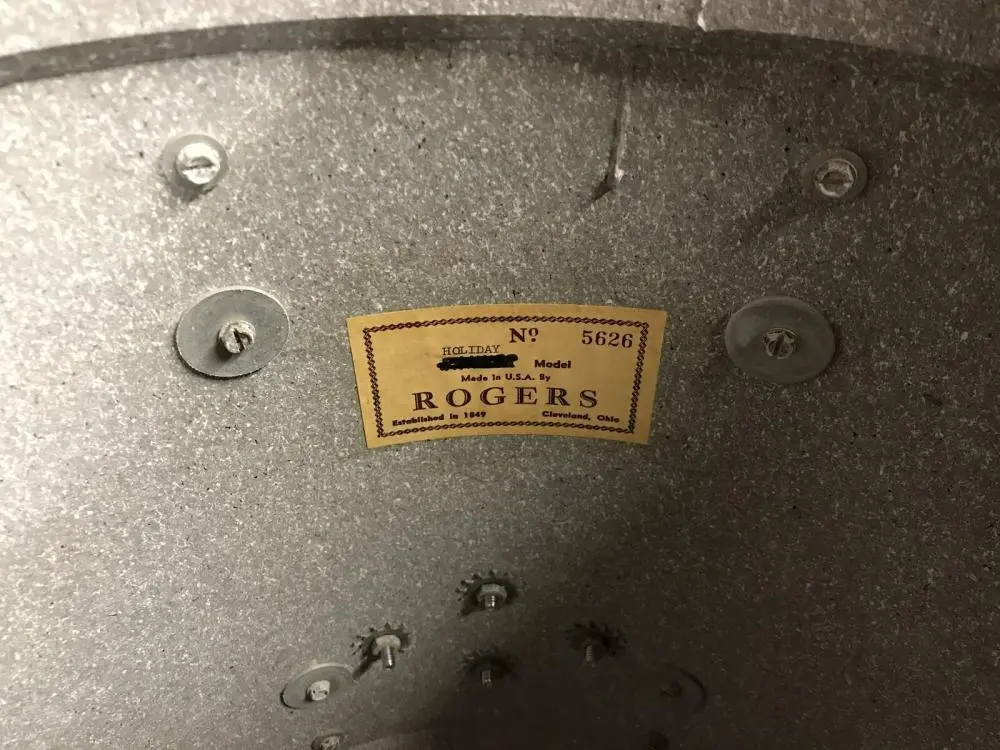 Nº 5626
HOLIDAY
Model
Made in U.S.A. By
ROGERS
Established in 1849 Cleveland, Ohio